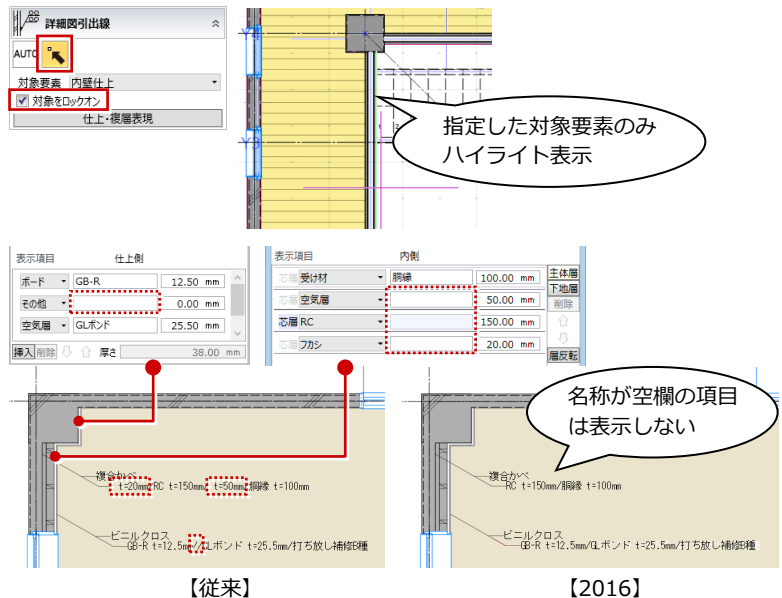 詳細図引出線
AUTO
対象要素 内壁仕上
対象をロックオン
仕上・複層表現
Y4
Y3
指定した対象要素のみ
ハイライト表示
表示項目 仕上側
ボード GB-R 12.50 mm
その他 0.00 mm
空気層 GLボンド 25.50 mm
挿入 削除 厚さ 38.00 mm
表示項目 内側
芯層 受け材 胴縁 100.00 mm
芯層 空気層 50.00 mm
芯層 RC 150.00 mm
芯層 フカシ 20.00 mm
主体層
下地層
削除
層反転
複合かべ
t=20mm/RC t=150mm/ t=50mm/胴縁 t=100mm
ビニルクロス
GB-R t=12.5mm//GLボンド t=25.5mm/打ち放し補修B種
名称が空欄の項目
は表示しない
複合かべ
RC t=150mm/胴縁 t=100mm
ビニルクロス
GB-R t=12.5mm/GLボンド t=25.5mm/打ち放し補修B種
【従来】
【2016】